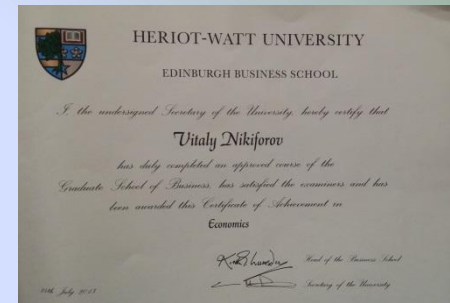 HERIOT-WATT UNIVERSITY
EDINBURGH BUSINESS SCHOOL
I, the undersigned Secretary of the University, hereby certify that
Vitaly Nikiforov
has duly completed an approved course of the
Graduate School of Business, has satisfied the examiners and has
been awarded this Certificate of Achievement in
Economics
Head of the Business School
Secretary of the University
July